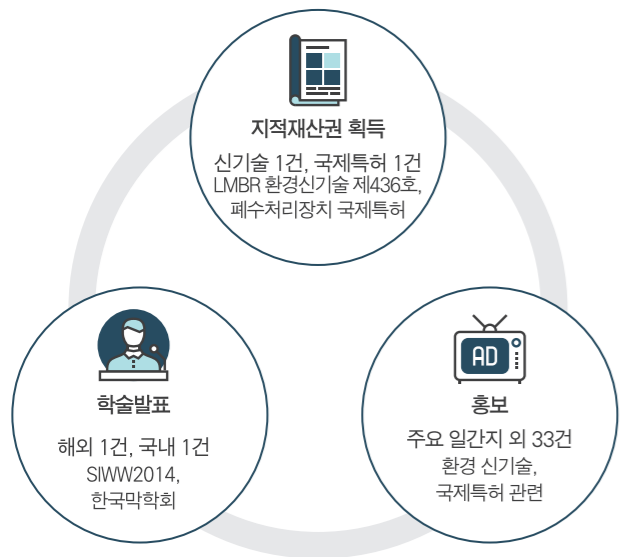 지적재산권 획득
신기술 1건, 국제특허 1건
LMBR 환경신기술 제436호,
폐수처리장치 국제특허
학술발표
해외 1건, 국내 1건
SIWW2014,
한국막학회
AD
홍보
주요 일간지 외 33건
환경 신기술,
국제특허 관련